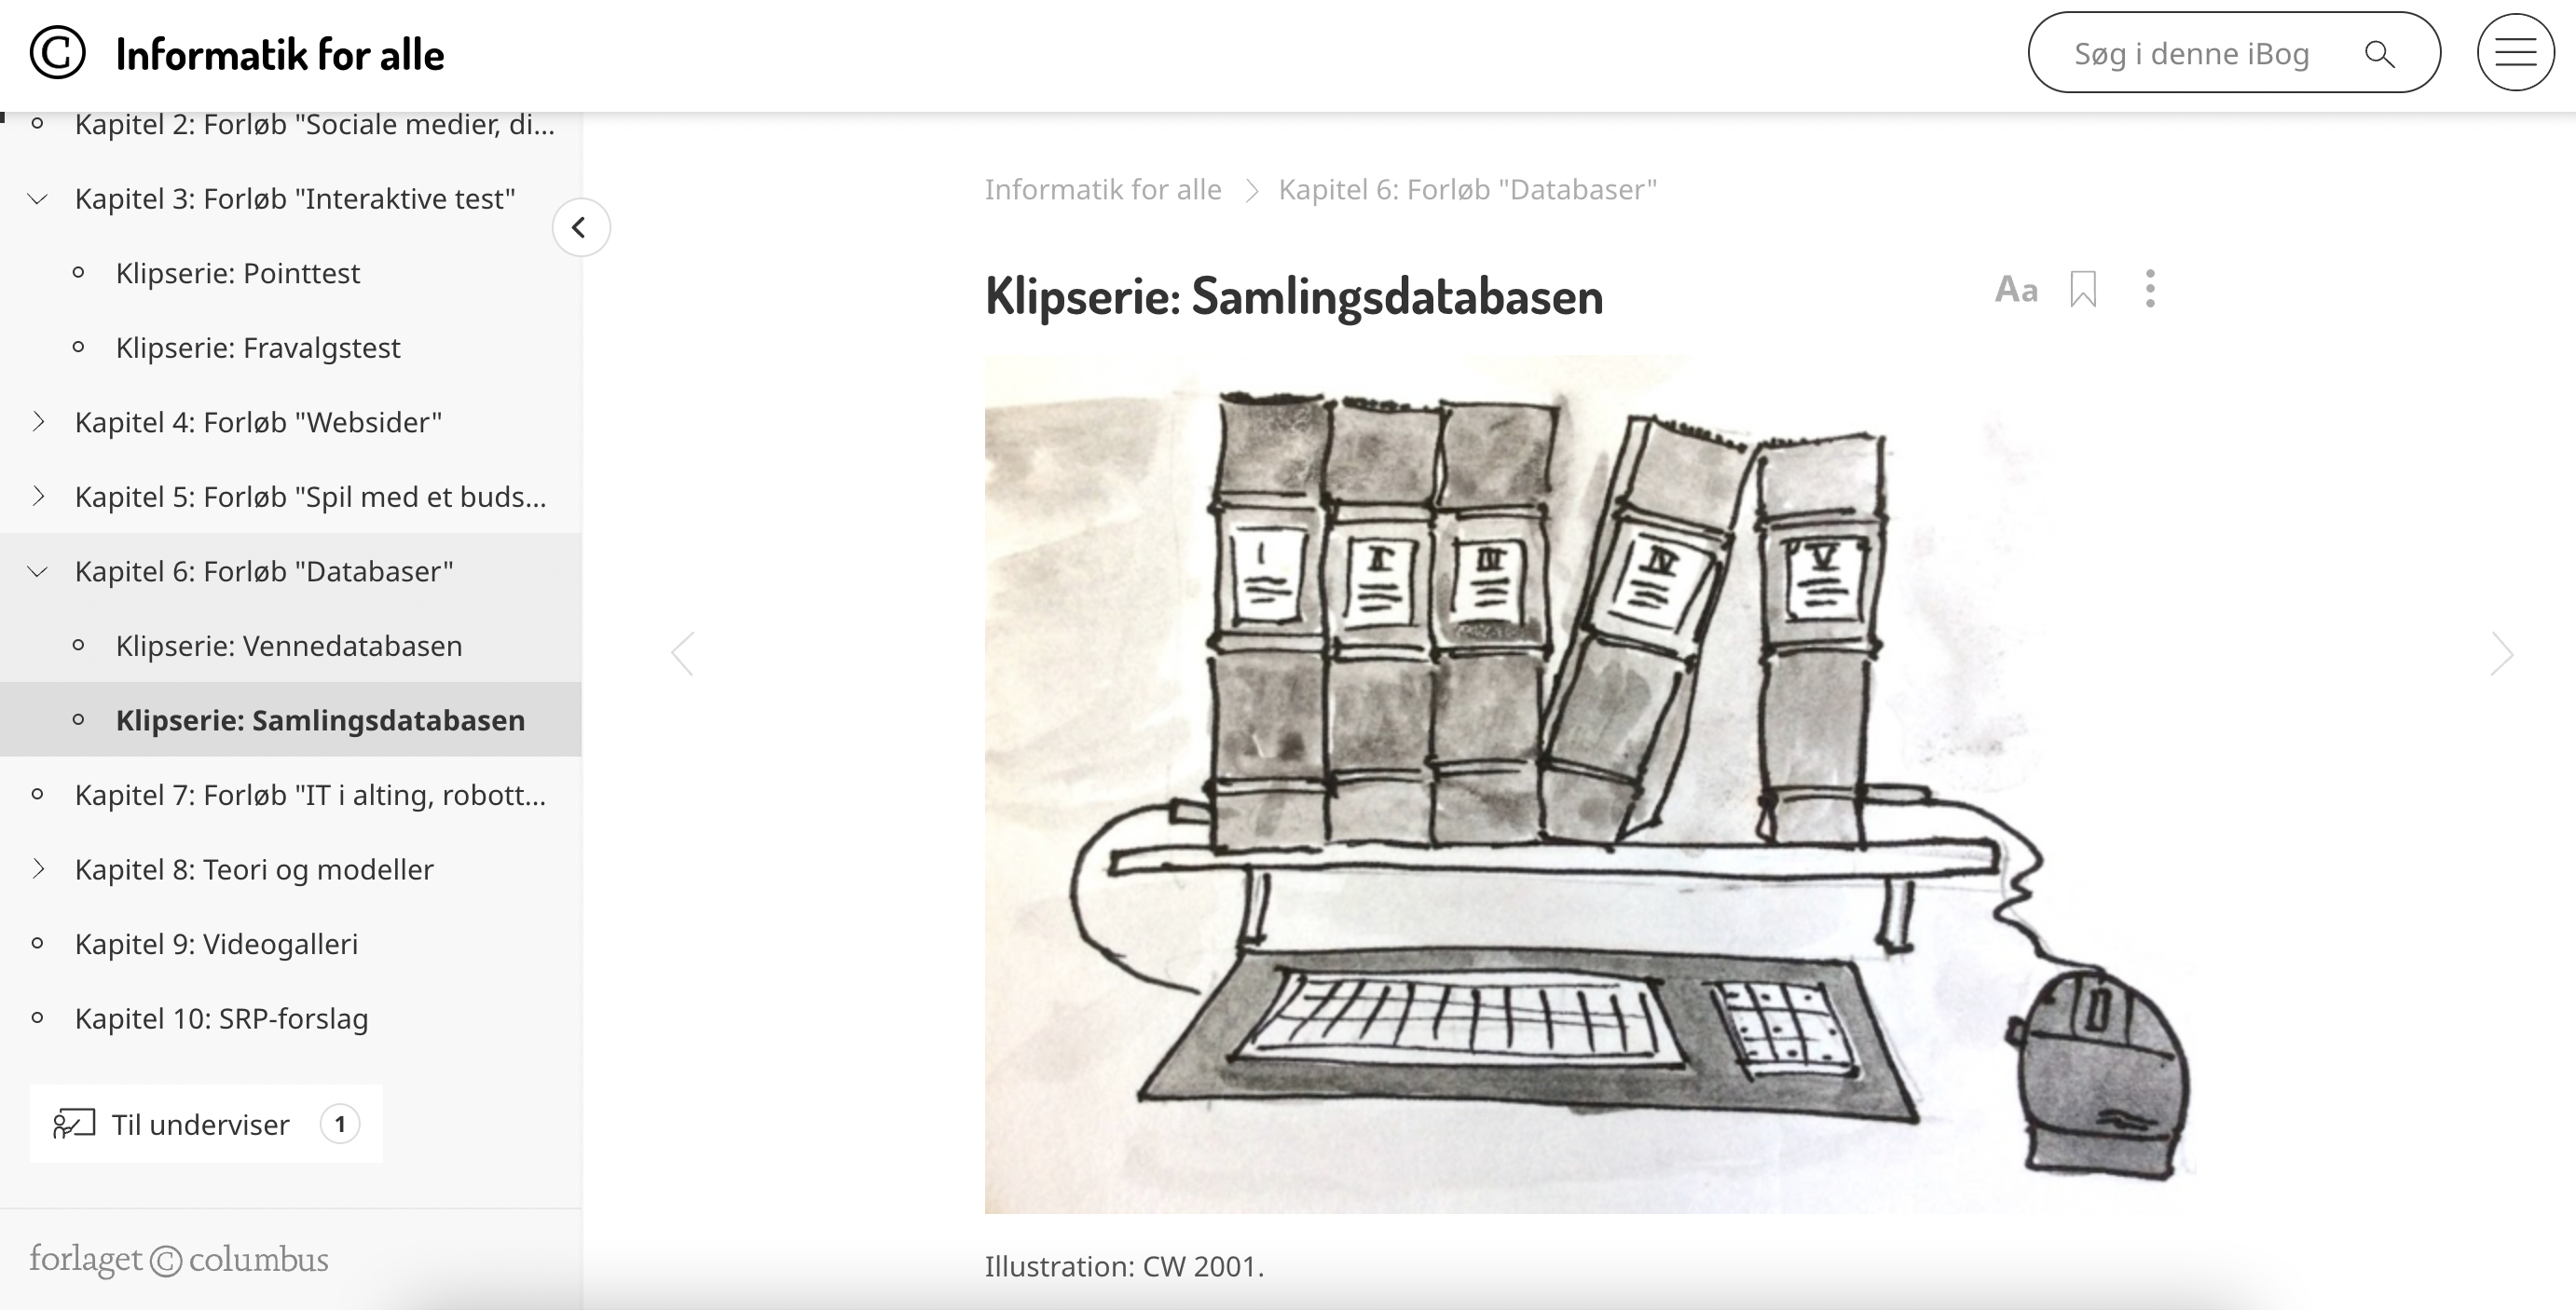 © Informatik for alle
Søg i denne iBog
Kapitel 2: Forløb "Sociale medier, di...
Kapitel 3: Forløb "Interaktive test"
Klipserie: Pointtest
Klipserie: Fravalgstest
Kapitel 4: Forløb "Websider"
Kapitel 5: Forløb "Spil med et buds...
Kapitel 6: Forløb "Databaser"
Klipserie: Vennedatabasen
Klipserie: Samlingsdatabasen
Kapitel 7: Forløb "IT i alting, robott...
Kapitel 8: Teori og modeller
Kapitel 9: Videogalleri
Kapitel 10: SRP-forslag
Til underviser 1
forlaget © columbus
Informatik for alle > Kapitel 6: Forløb "Databaser"
Klipserie: Samlingsdatabasen
Aa
I II III IV V
Illustration: CW 2001.